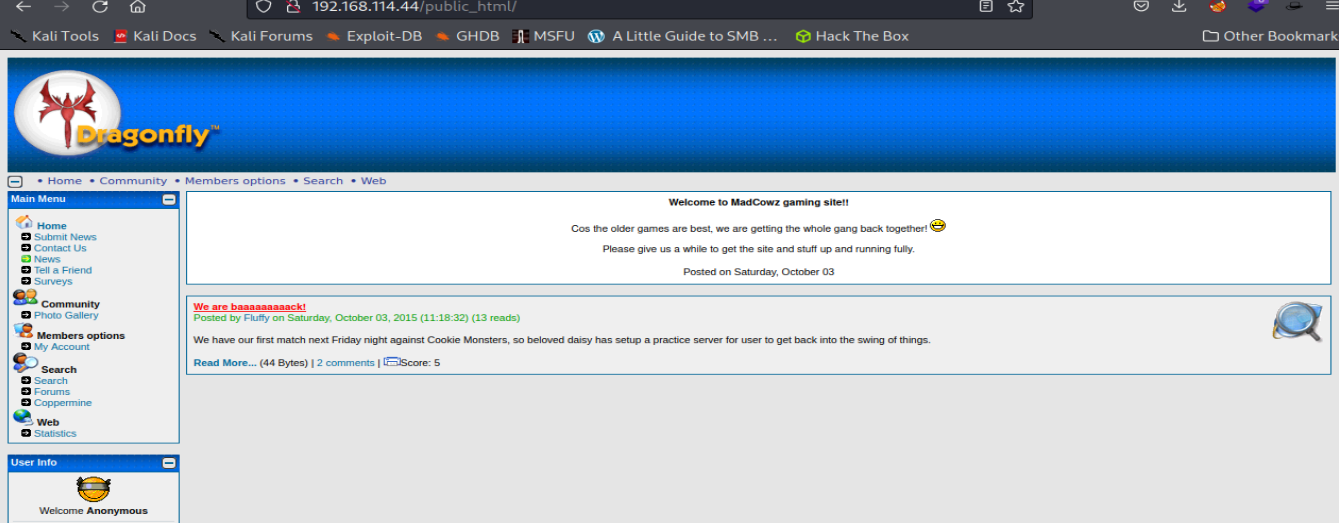 192.168.114.44/public_html/
Kali Tools Kali Docs Kali Forums Exploit-DB GHDB MSFU A Little Guide to SMB ... Hack The Box Other Bookmark
Dragonfly™
• Home • Community • Members options • Search • Web
Main Menu
Home
Submit News
Contact Us
News
Tell a Friend
Surveys
Community
Photo Gallery
Members options
My Account
Search
Search
Forums
Coppermine
Web
Statistics
User Info
Welcome Anonymous
Welcome to MadCowz gaming site!!
Cos the older games are best, we are getting the whole gang back together!
Please give us a while to get the site and stuff up and running fully.
Posted on Saturday, October 03
We are baaaaaaaaack!
Posted by Fluffy on Saturday, October 03, 2015 (11:18:32) (13 reads)
We have our first match next Friday night against Cookie Monsters, so beloved daisy has setup a practice server for user to get back into the swing of things.
Read More... (44 Bytes) | 2 comments | Score: 5